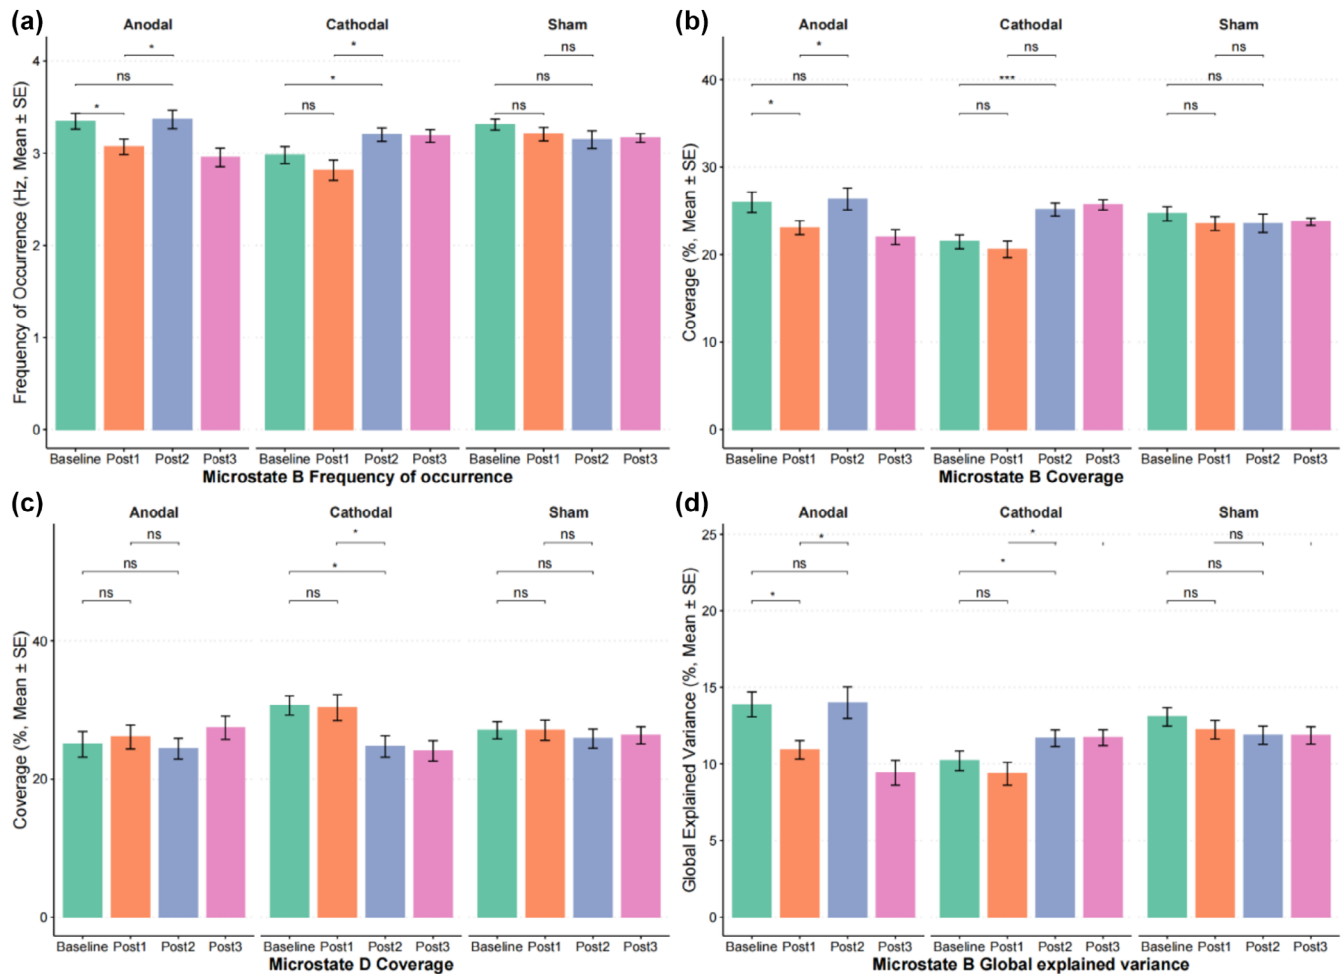 (a)
Anodal
Cathodal
Sham
Frequency of Occurrence (Hz, Mean ± SE)
4
3
2
1
0
*
ns
*
*
*
ns
ns
ns
ns
Baseline Post1 Post2 Post3
Baseline Post1 Post2 Post3
Baseline Post1 Post2 Post3
Microstate B Frequency of occurrence
(b)
Anodal
Cathodal
Sham
Coverage (%, Mean ± SE)
40
30
20
10
0
*
ns
*
ns
***
ns
ns
ns
ns
Baseline Post1 Post2 Post3
Baseline Post1 Post2 Post3
Baseline Post1 Post2 Post3
Microstate B Coverage
(c)
Anodal
Cathodal
Sham
Coverage (%, Mean ± SE)
40
20
0
ns
ns
ns
*
*
ns
ns
ns
ns
Baseline Post1 Post2 Post3
Baseline Post1 Post2 Post3
Baseline Post1 Post2 Post3
Microstate D Coverage
(d)
Anodal
Cathodal
Sham
Global Explained Variance (%, Mean ± SE)
25
20
15
10
5
0
*
ns
*
*
*
ns
ns
ns
ns
Baseline Post1 Post2 Post3
Baseline Post1 Post2 Post3
Baseline Post1 Post2 Post3
Microstate B Global explained variance